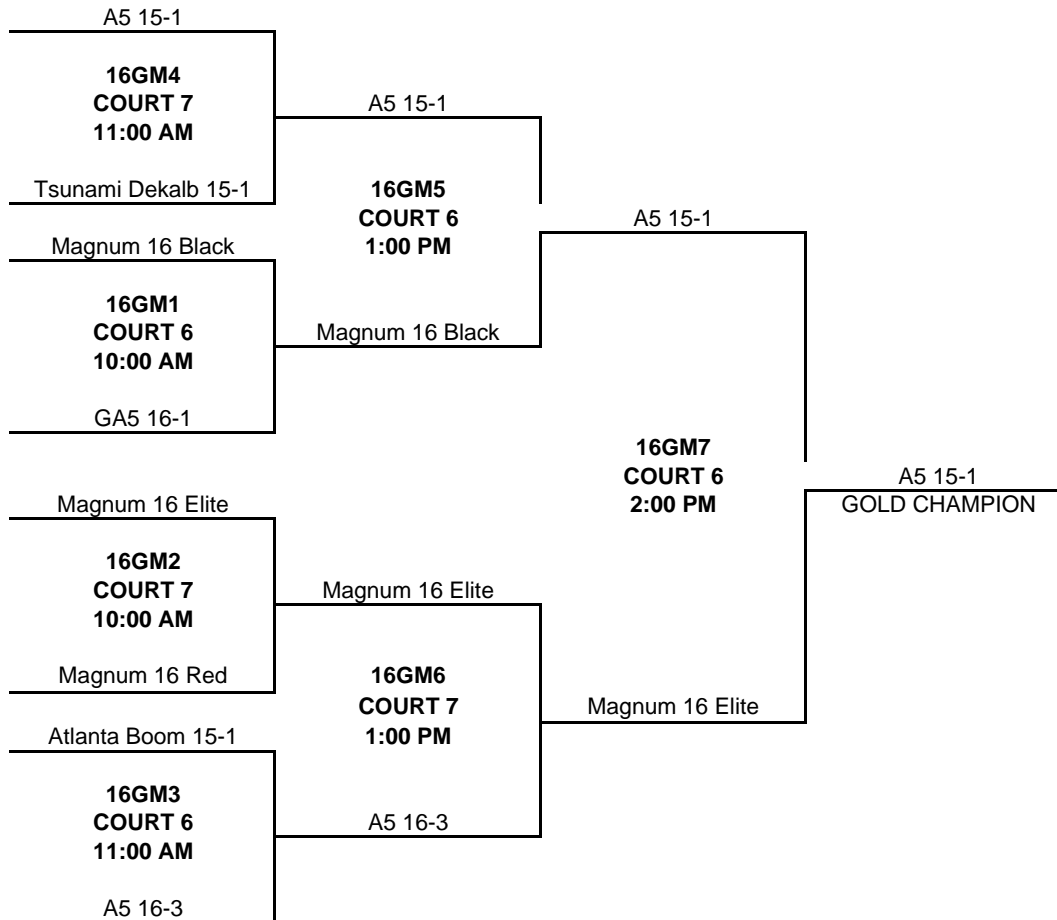 A5 15-1
16GM4
COURT 7
11:00 AM
A5 15-1
Tsunami Dekalb 15-1
16GM5
COURT 6
1:00 PM
A5 15-1
Magnum 16 Black
16GM1
COURT 6
10:00 AM
Magnum 16 Black
GA5 16-1
16GM7
COURT 6
2:00 PM
A5 15-1
GOLD CHAMPION
Magnum 16 Elite
16GM2
COURT 7
10:00 AM
Magnum 16 Elite
Magnum 16 Red
16GM6
COURT 7
1:00 PM
Magnum 16 Elite
Atlanta Boom 15-1
16GM3
COURT 6
11:00 AM
A5 16-3
A5 16-3